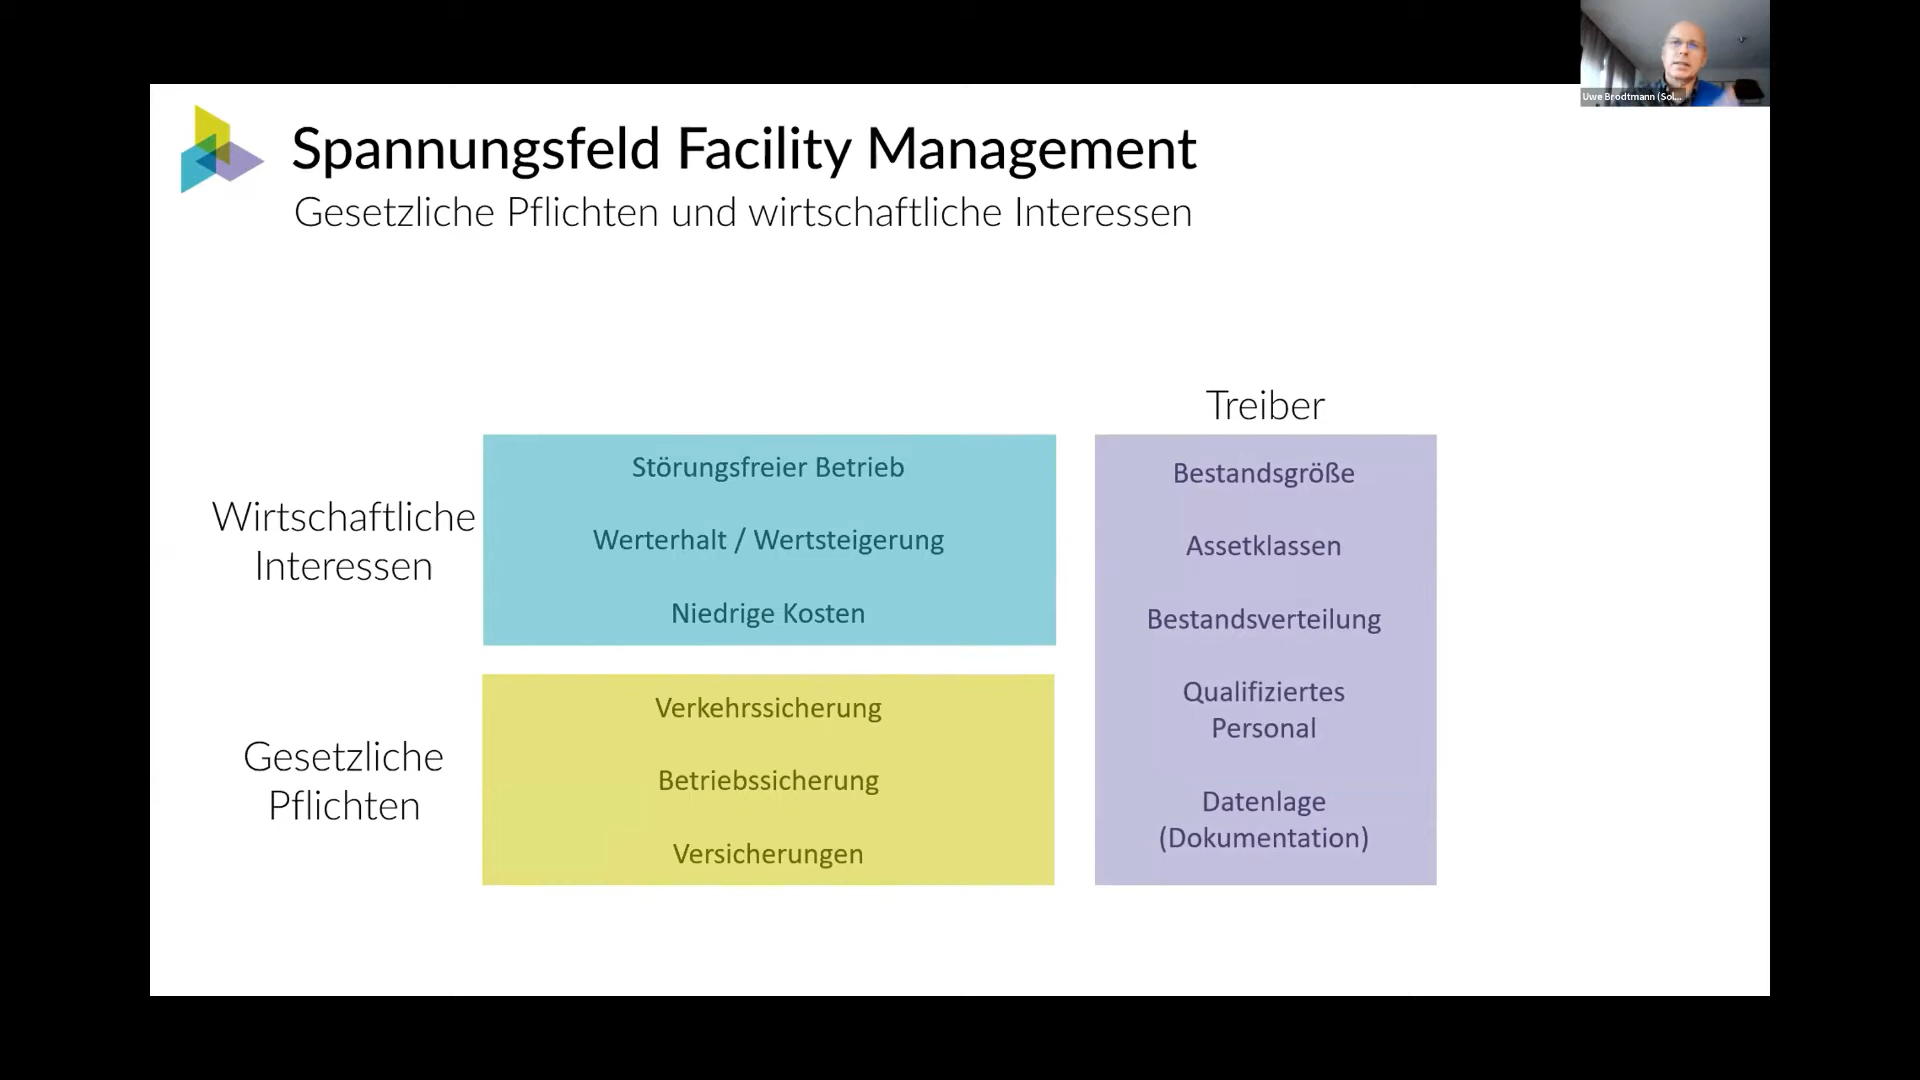 Uwe Brodtmann (Sol...
Spannungsfeld Facility Management
Gesetzliche Pflichten und wirtschaftliche Interessen
Treiber
Wirtschaftliche
Interessen
Störungsfreier Betrieb
Werterhalt / Wertsteigerung
Niedrige Kosten
Gesetzliche
Pflichten
Verkehrssicherung
Betriebssicherung
Versicherungen
Bestandsgröße
Assetklassen
Bestandsverteilung
Qualifiziertes
Personal
Datenlage
(Dokumentation)